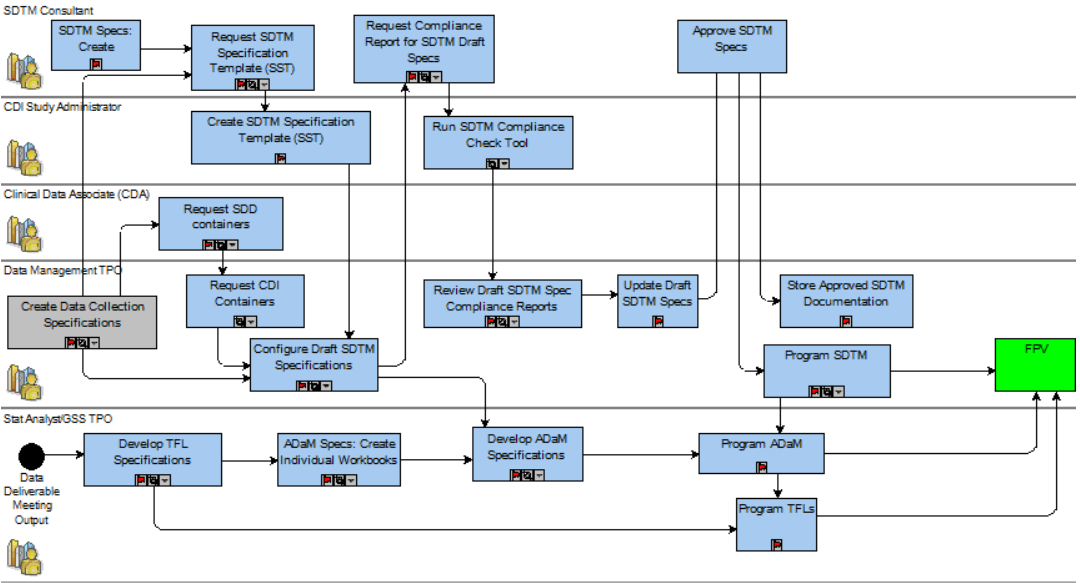 SDTM Consultant
SDTM Specs:
Create
Request SDTM
Specification
Template (SST)
Request Compliance
Report for SDTM Draft
Specs
Approve SDTM
Specs
CDI Study Administrator
Create SDTM Specification
Template (SST)
Run SDTM Compliance
Check Tool
Clinical Data Associate (CDA)
Request SDD
containers
Data Management TPO
Create Data Collection
Specifications
Request CDI
Containers
Configure Draft SDTM
Specifications
Review Draft SDTM Spec
Compliance Reports
Update Draft
SDTM Specs
Store Approved SDTM
Documentation
Program SDTM
FPV
Stat Analyst/GSS TPO
Data
Deliverable
Meeting
Output
Develop TFL
Specifications
ADaM Specs: Create
Individual Workbooks
Develop ADaM
Specifications
Program ADaM
Program TFLs